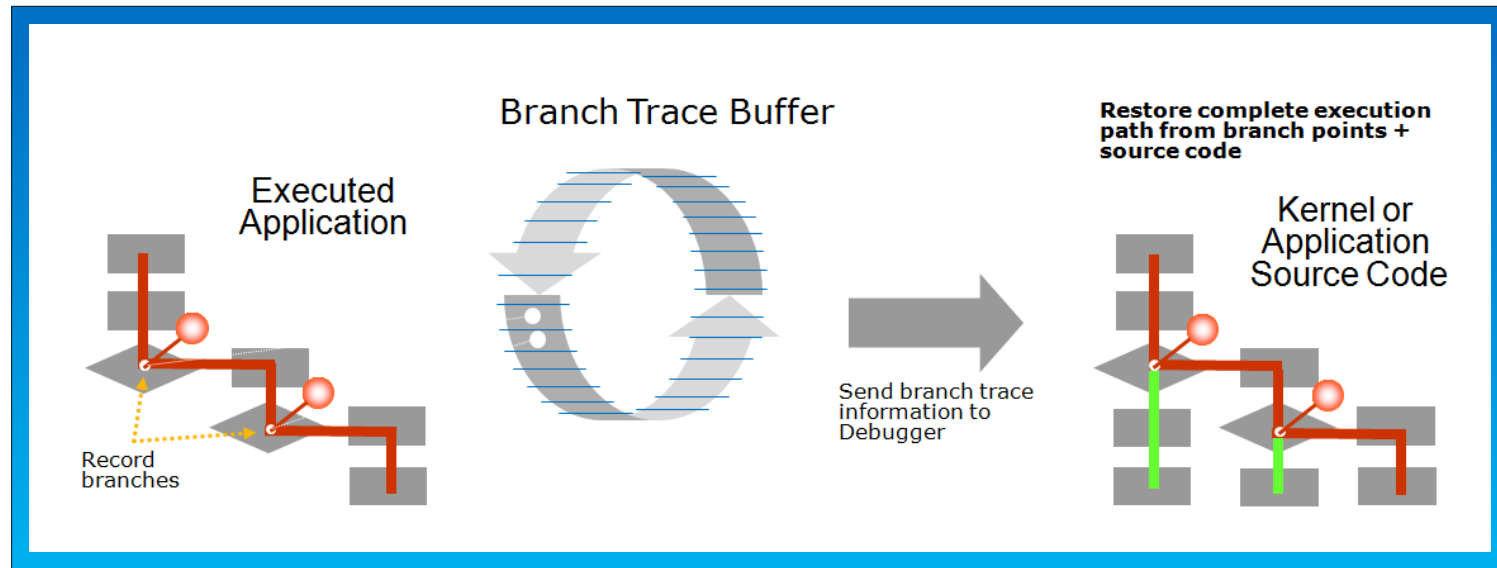 Branch Trace Buffer
Executed
Application
Record
branches
Send branch trace
information to
Debugger
Restore complete execution
path from branch points +
source code
Kernel or
Application
Source Code